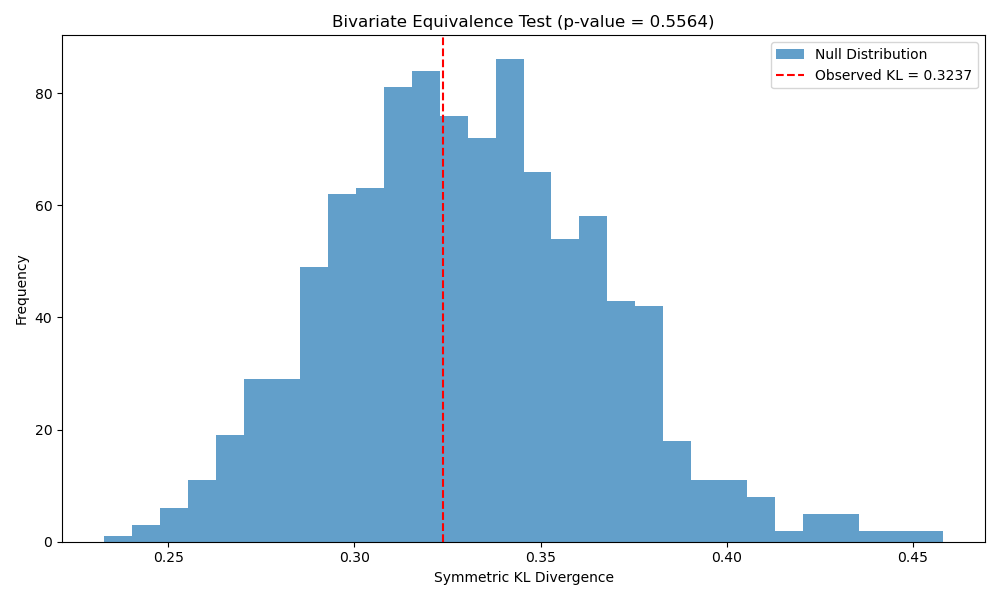 Bivariate Equivalence Test (p-value = 0.5564)
Null Distribution
Observed KL = 0.3237
Frequency
80
60
40
20
0
0.25 0.30 0.35 0.40 0.45
Symmetric KL Divergence